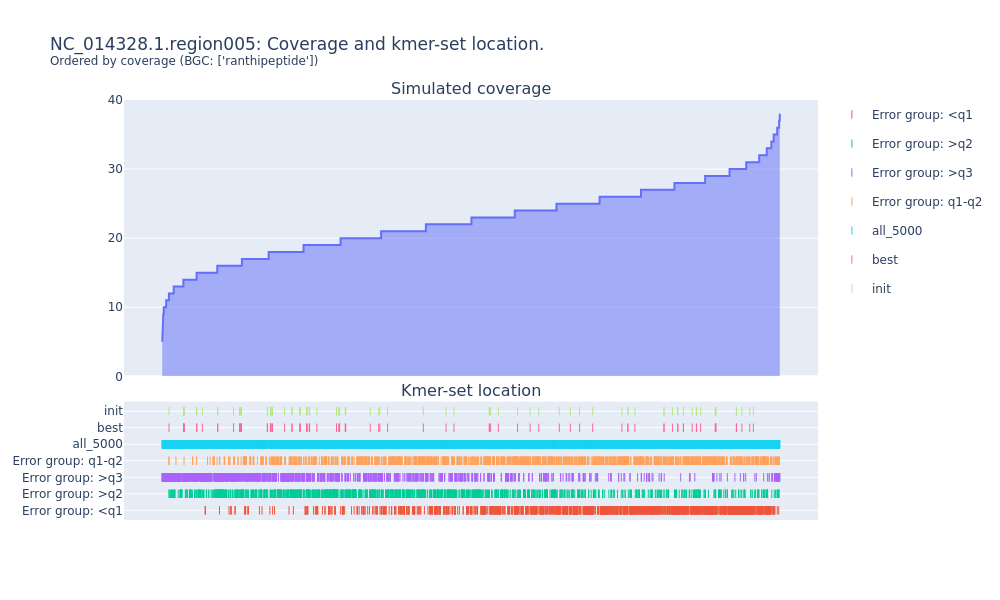 NC_014328.1.region005: Coverage and kmer-set location.
Ordered by coverage (BGC: ['ranthipeptide'])
Simulated coverage
40
30
20
10
0
Error group: <q1
Error group: >q2
Error group: >q3
Error group: q1-q2
all_5000
best
init
Kmer-set location
init
best
all_5000
Error group: q1-q2
Error group: >q3
Error group: >q2
Error group: <q1